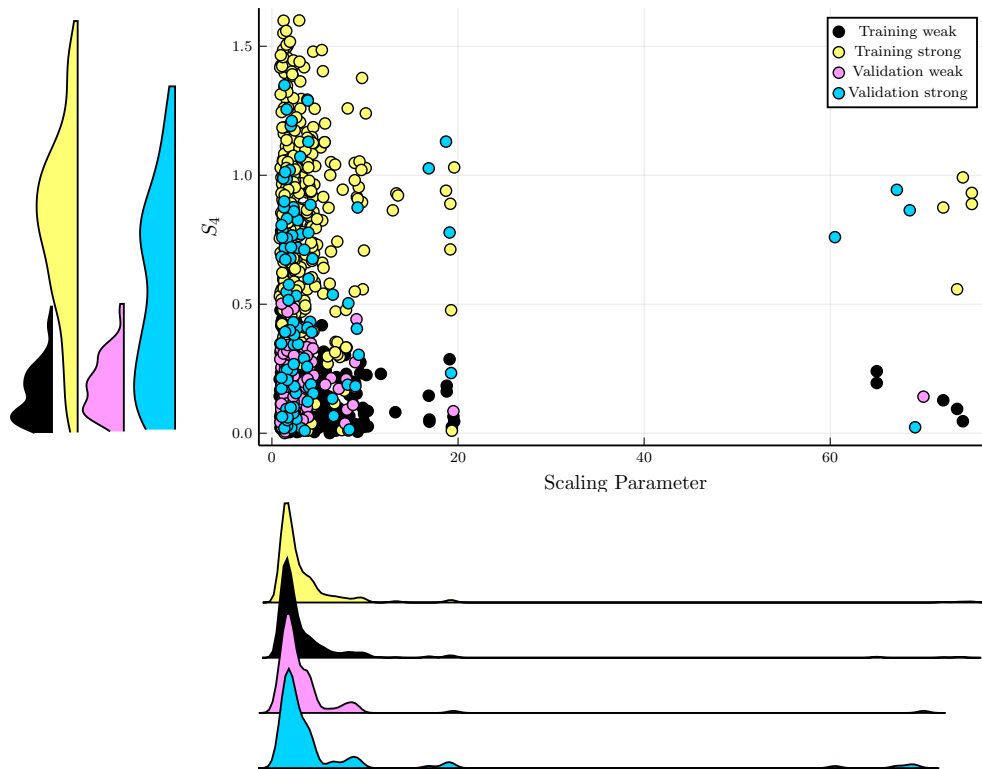 1.5
1.0
0.5
0.0
S4
0
20
40
60
Scaling Parameter
Training weak
Training strong
Validation weak
Validation strong